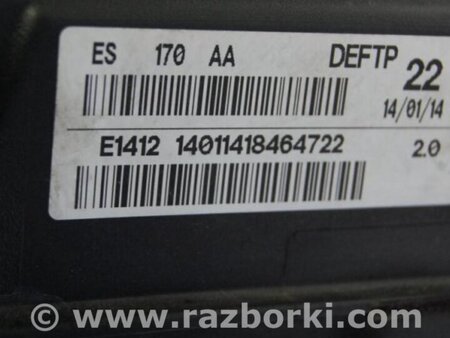 ES 170 AA DEFTP 22
14/01/14
E1412 14011418464722 2.0
© www.razborki.com